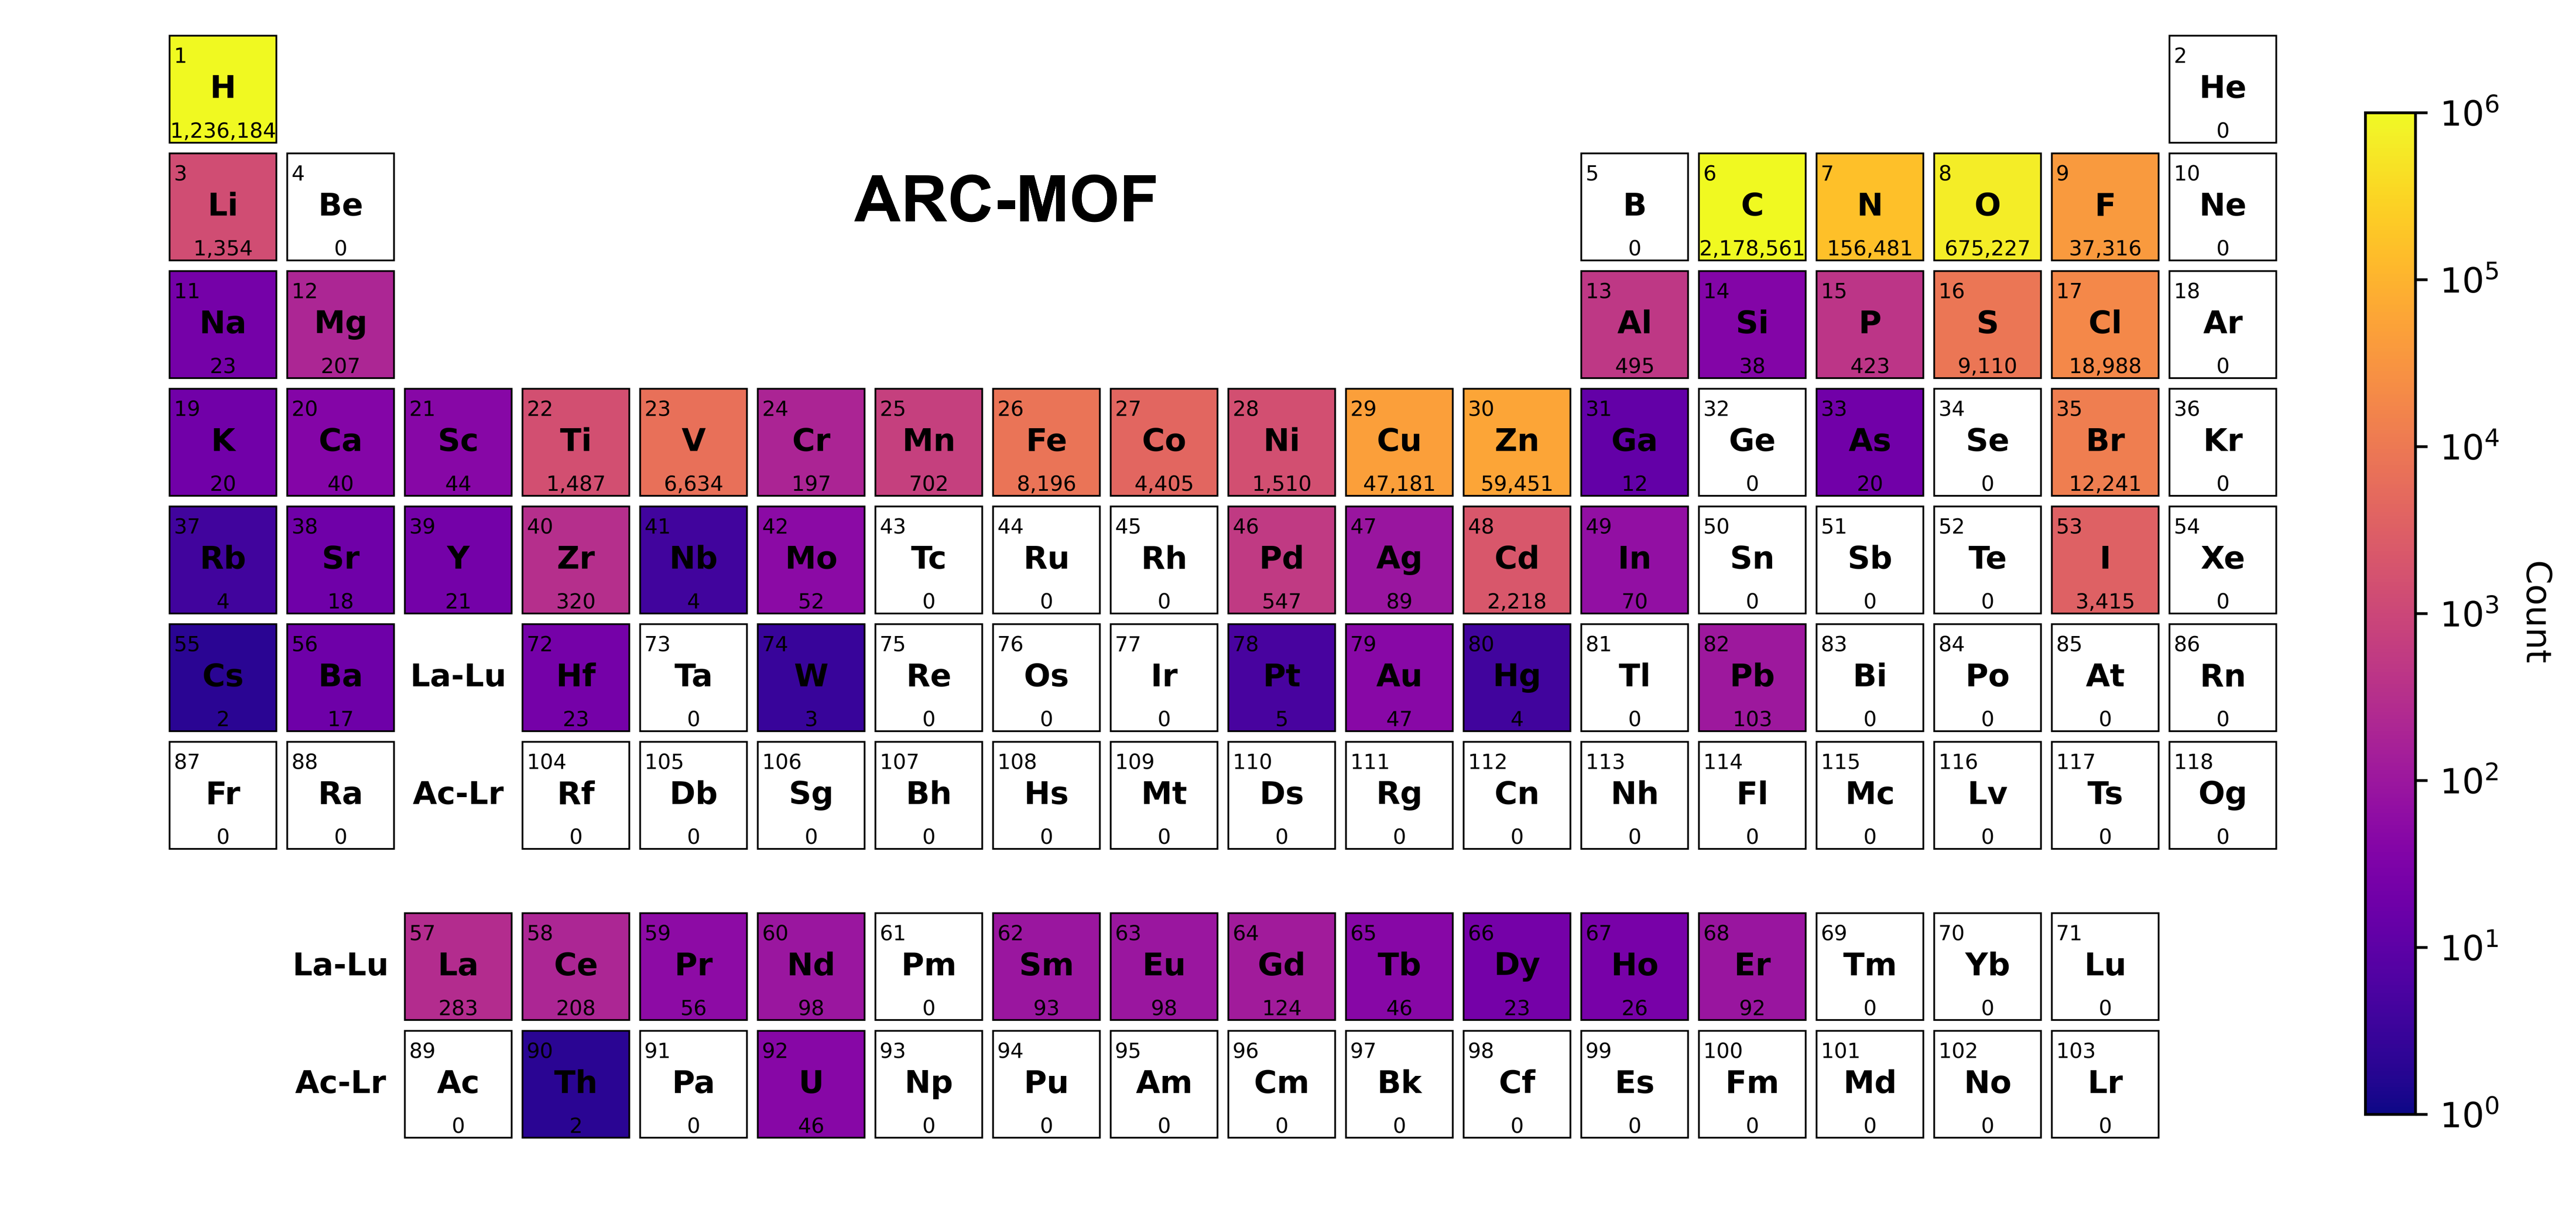 1 2
H He
1,236,184 0
ARC-MOF
3 4 5 6 7 8 9 10
Li Be B C N O F Ne
1,354 0 0 2,178,561 156,481 675,227 37,316 0
11 12 13 14 15 16 17 18
Na Mg Al Si P S Cl Ar
23 207 495 38 423 9,110 18,988 0
19 20 21 22 23 24 25 26 27 28 29 30 31 32 33 34 35 36
K Ca Sc Ti V Cr Mn Fe Co Ni Cu Zn Ga Ge As Se Br Kr
20 40 44 1,487 6,634 197 702 8,196 4,405 1,510 47,181 59,451 12 0 20 0 12,241 0
37 38 39 40 41 42 43 44 45 46 47 48 49 50 51 52 53 54
Rb Sr Y Zr Nb Mo Tc Ru Rh Pd Ag Cd In Sn Sb Te I Xe
4 18 21 320 4 52 0 0 0 547 89 2,218 70 0 0 0 3,415 0
55 56 72 73 74 75 76 77 78 79 80 81 82 83 84 85 86
Cs Ba La-Lu Hf Ta W Re Os Ir Pt Au Hg Tl Pb Bi Po At Rn
2 17 23 0 3 0 0 0 5 47 4 0 103 0 0 0 0
87 88 104 105 106 107 108 109 110 111 112 113 114 115 116 117 118
Fr Ra Ac-Lr Rf Db Sg Bh Hs Mt Ds Rg Cn Nh Fl Mc Lv Ts Og
0 0 0 0 0 0 0 0 0 0 0 0 0 0 0 0 0
57 58 59 60 61 62 63 64 65 66 67 68 69 70 71
La-Lu La Ce Pr Nd Pm Sm Eu Gd Tb Dy Ho Er Tm Yb Lu
283 208 56 98 0 93 98 124 46 23 26 92 0 0 0
89 90 91 92 93 94 95 96 97 98 99 100 101 102 103
Ac-Lr Ac Th Pa U Np Pu Am Cm Bk Cf Es Fm Md No Lr
0 2 0 46 0 0 0 0 0 0 0 0 0 0 0
10⁶
10⁵
10⁴
10³
10²
10¹
10⁰
Count